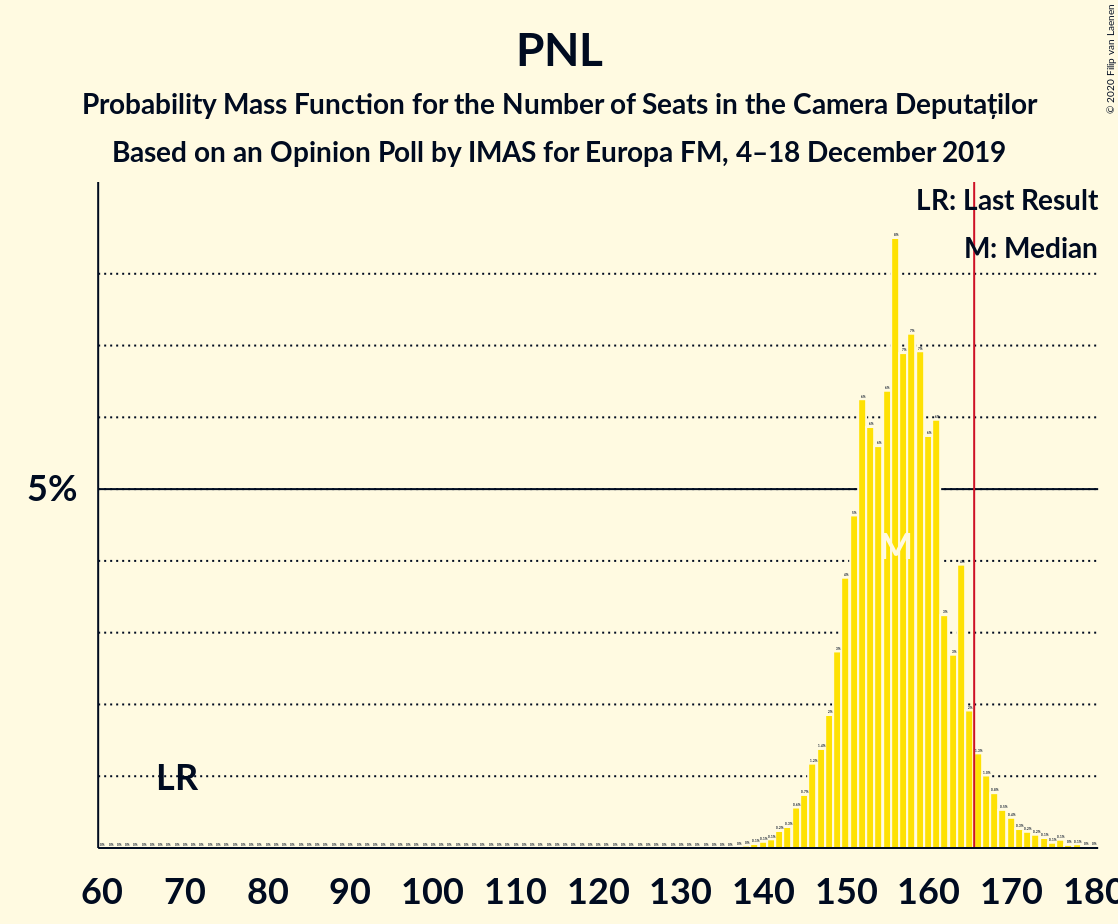 PNL
Probability Mass Function for the Number of Seats in the Camera Deputaților
Based on an Opinion Poll by IMAS for Europa FM, 4–18 December 2019
© 2020 Filip van Laenen
LR: Last Result
M: Median
5%
M
LR
60 70 80 90 100 110 120 130 140 150 160 170 180